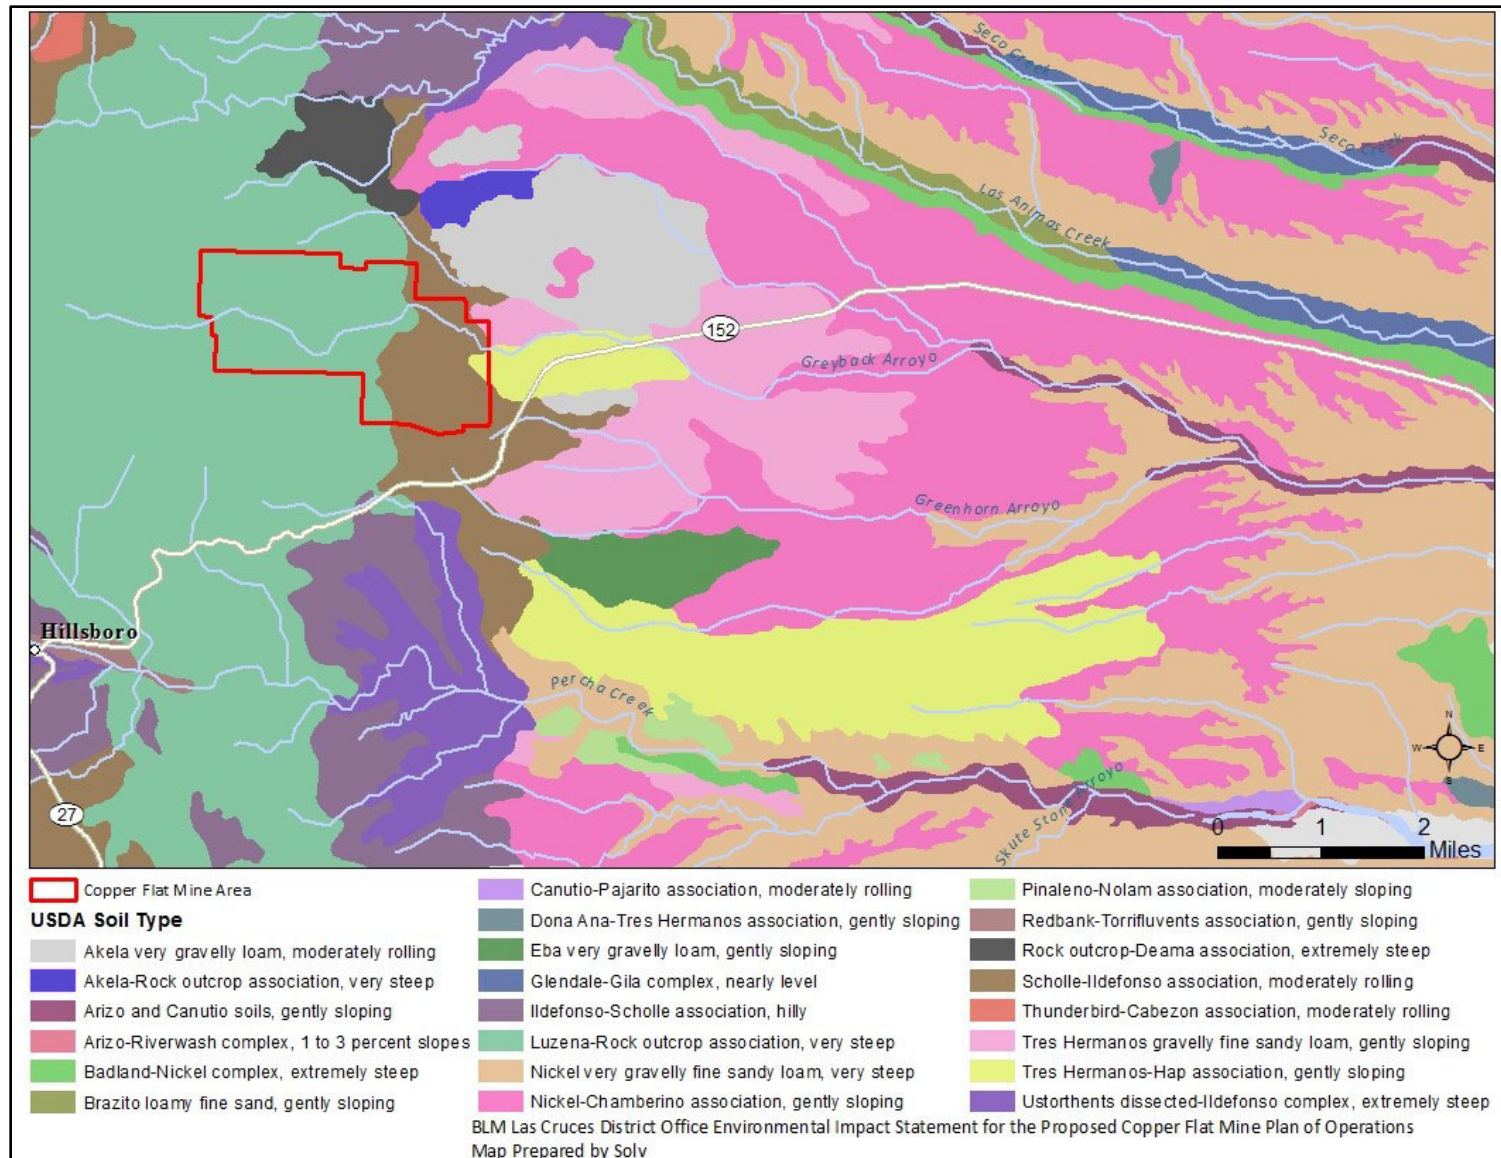 Seco Creek
Seco Creek
Las Animas Creek
152
Greyback Arroyo
Greenhorn Arroyo
Hillsboro
Percha Creek
Skute Stone Arroyo
27
N
W
E
S
0 1 2
Miles
Copper Flat Mine Area
USDA Soil Type
Akela very gravelly loam, moderately rolling
Akela-Rock outcrop association, very steep
Arizo and Canutio soils, gently sloping
Arizo-Riverwash complex, 1 to 3 percent slopes
Badland-Nickel complex, extremely steep
Brazito loamy fine sand, gently sloping
Canutio-Pajarito association, moderately rolling
Dona Ana-Tres Hermanos association, gently sloping
Eba very gravelly loam, gently sloping
Glendale-Gila complex, nearly level
Ildefonso-Scholle association, hilly
Luzena-Rock outcrop association, very steep
Nickel very gravelly fine sandy loam, very steep
Nickel-Chamberino association, gently sloping
Pinaleno-Nolam association, moderately sloping
Redbank-Torrifluvents association, gently sloping
Rock outcrop-Deama association, extremely steep
Scholle-Ildefonso association, moderately rolling
Thunderbird-Cabezon association, moderately rolling
Tres Hermanos gravelly fine sandy loam, gently sloping
Tres Hermanos-Hap association, gently sloping
Ustorthents dissected-Ildefonso complex, extremely steep
BLM Las Cruces District Office Environmental Impact Statement for the Proposed Copper Flat Mine Plan of Operations
Map Prepared by Solv